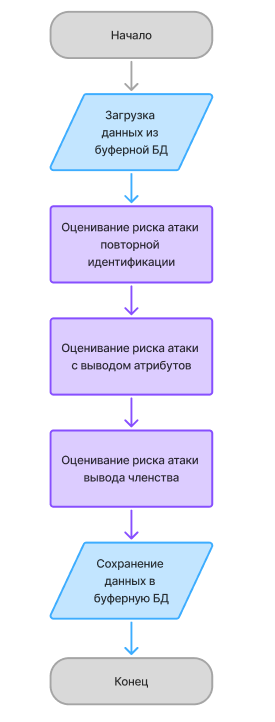 Начало
Загрузка
данных из
буферной БД
Оценивание риска атаки
повторной
идентификации
Оценивание риска атаки
с выводом атрибутов
Оценивание риска атаки
вывода членства
Сохранение
данных в
буферную БД
Конец